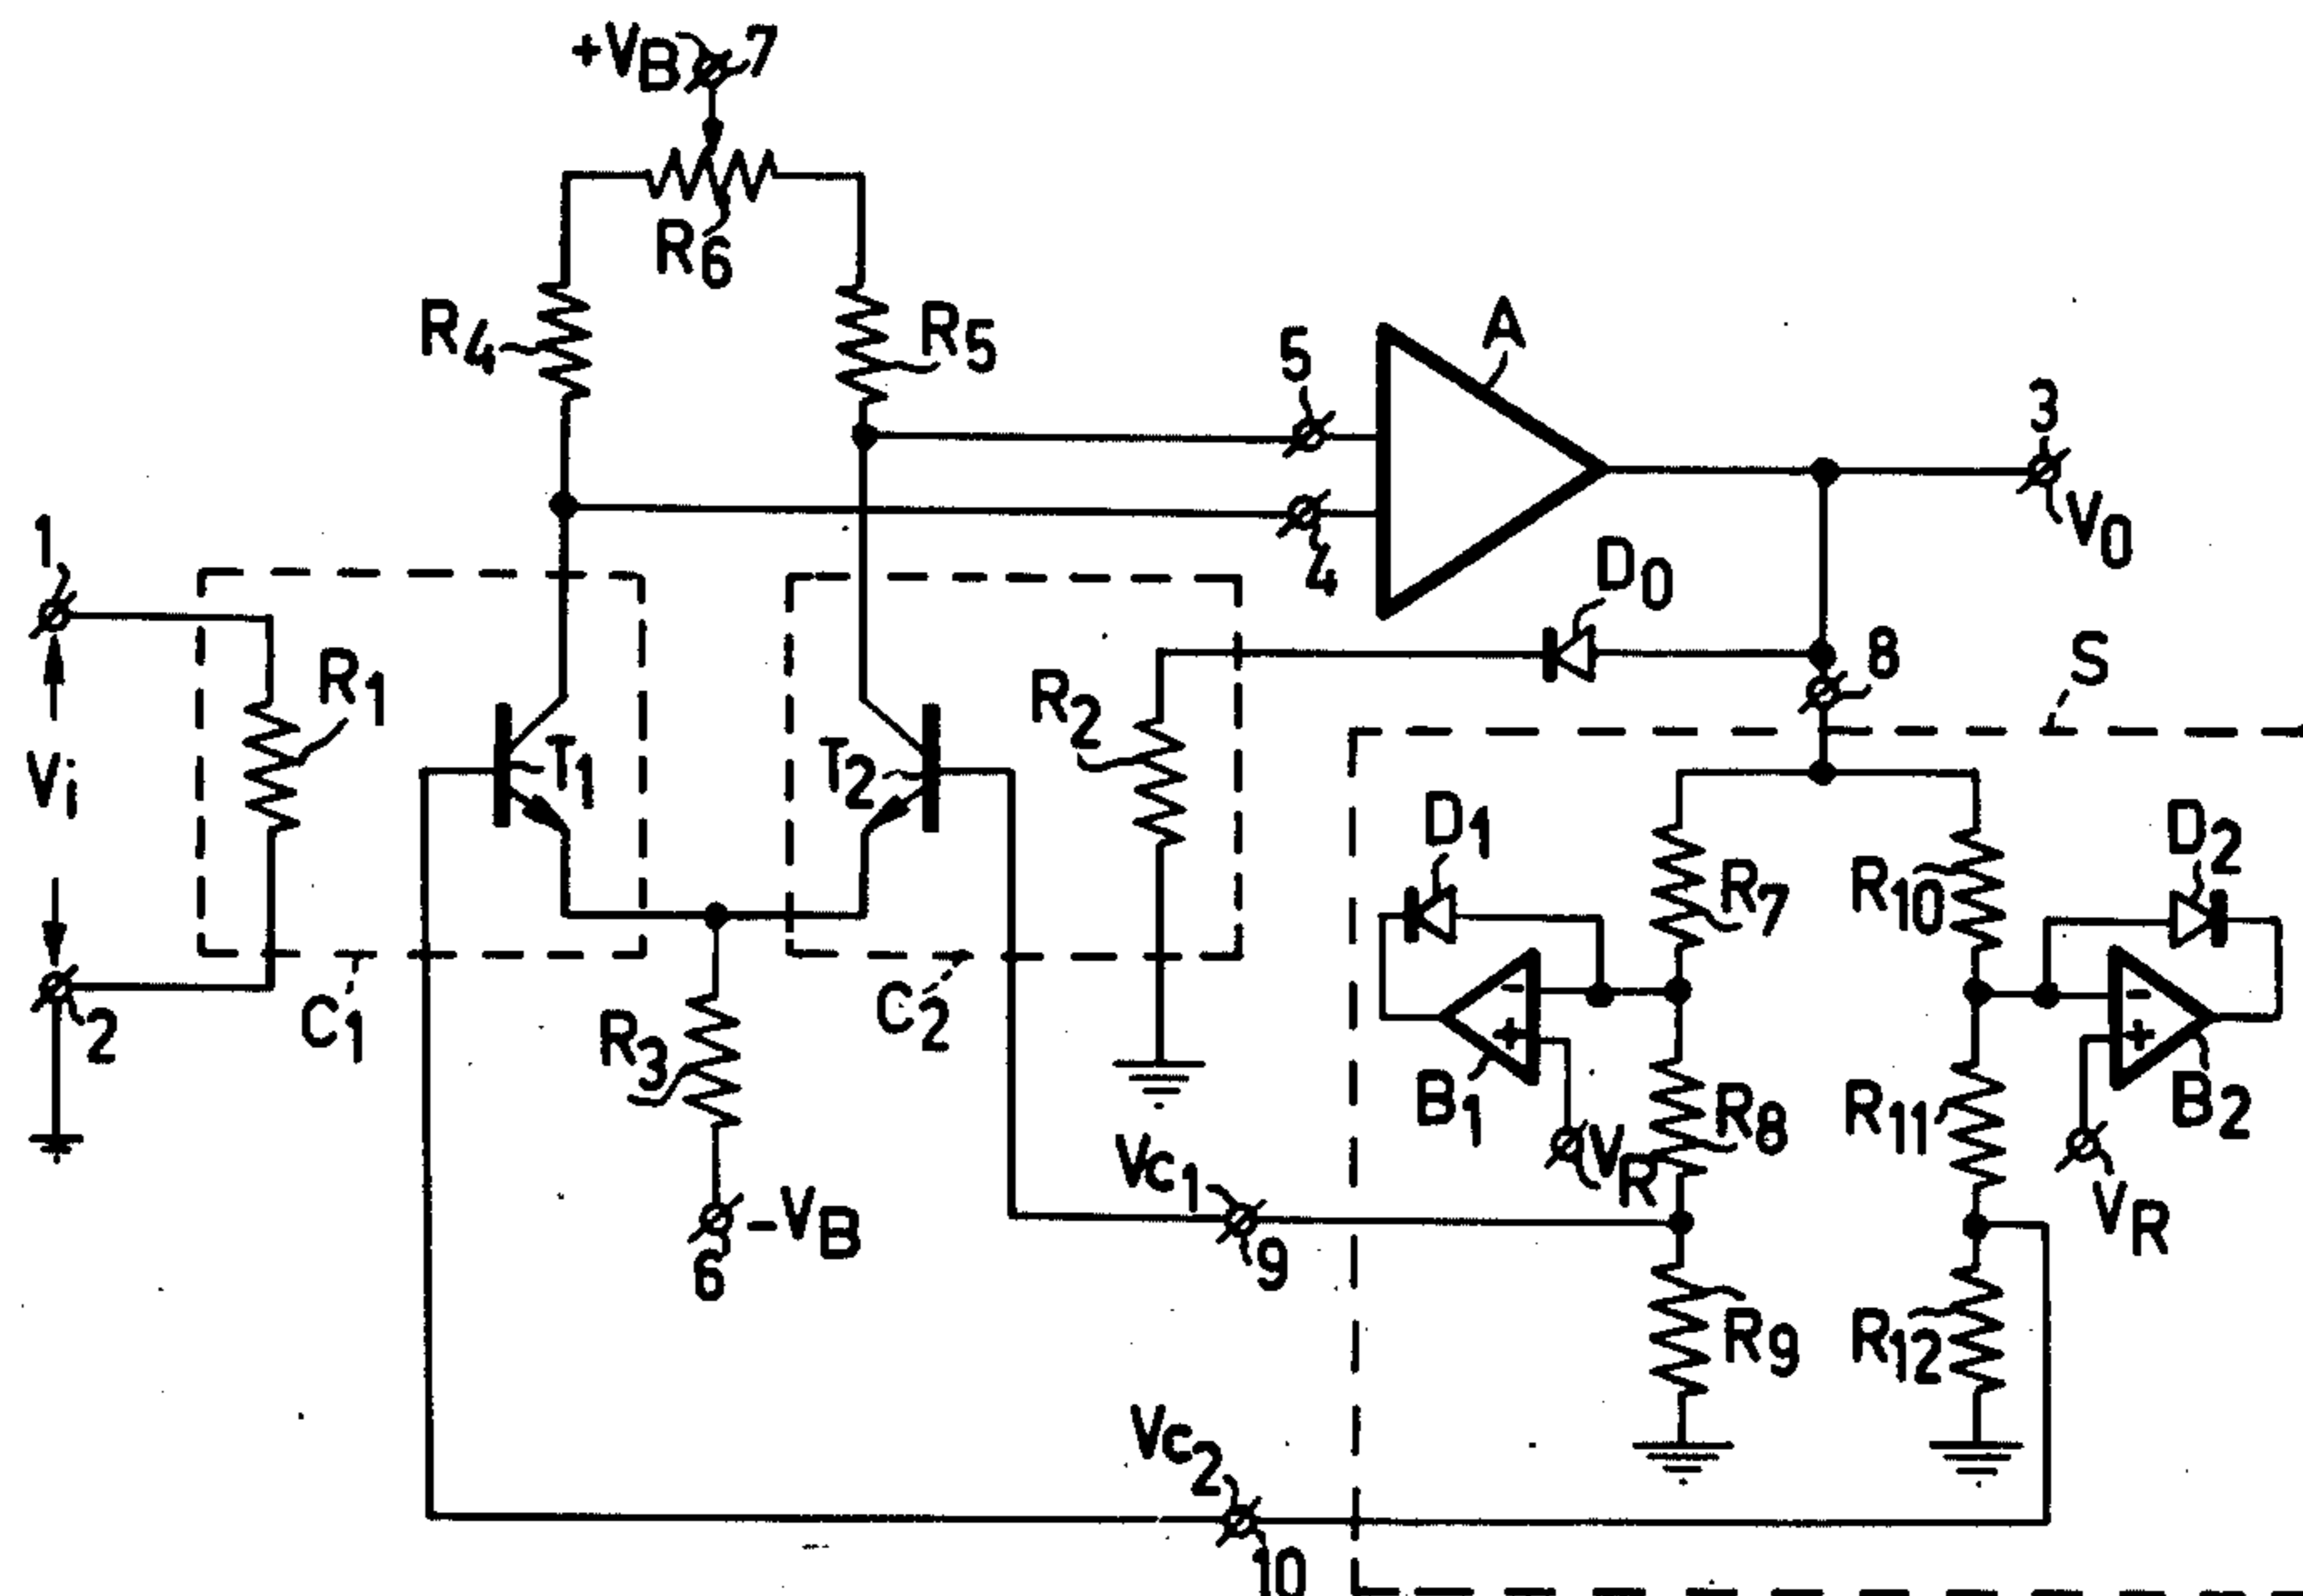 +VB 7
R6
R4
R5
5
A
3
V0
4
1
D0
8
S
R1
R2
Vi
T1
T2
D1
D2
R7
R10
2
C1
R3
C2
-
+
B1
VR
R8
R11
-
+
B2
VR
Vc1
9
6
-VB
R9
R12
Vc2
10